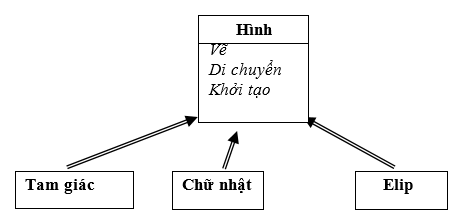 Hình
Vẽ
Di chuyển
Khởi tạo
Tam giác
Chữ nhật
Elip